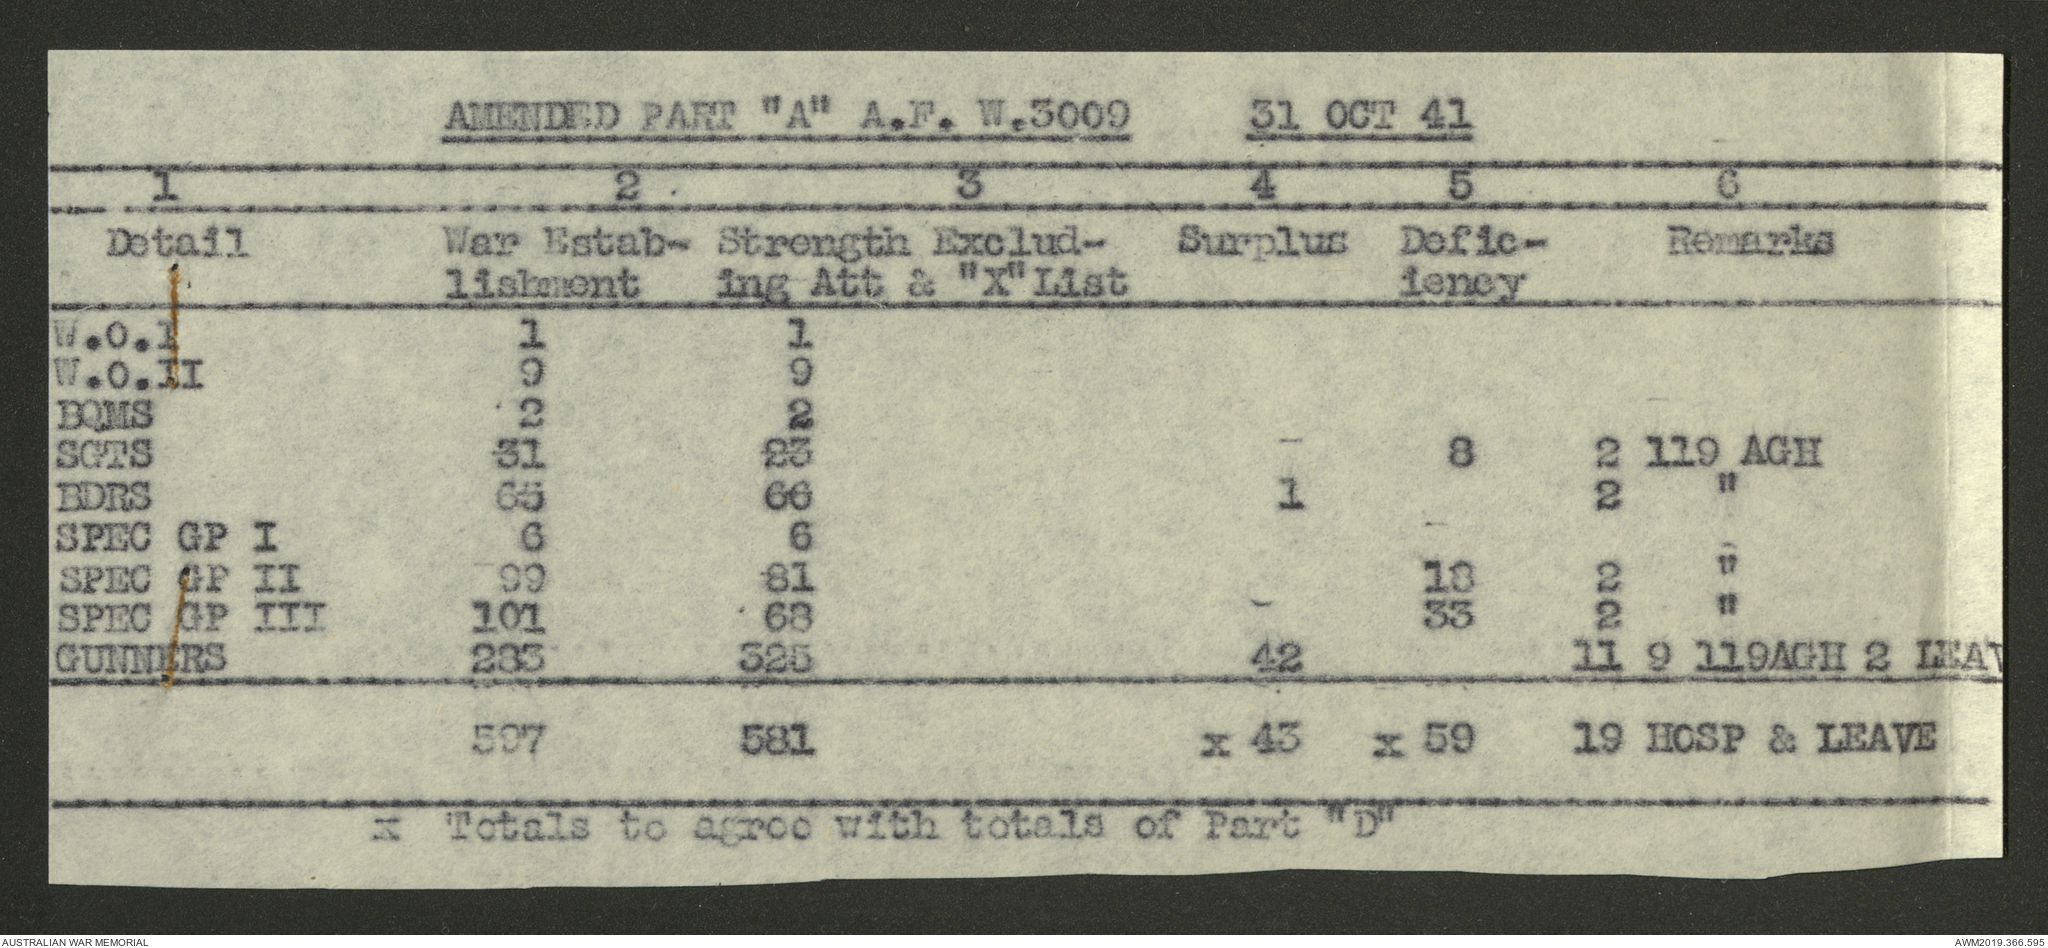 AMENDED PART "A" A.F. W.3009 31 OCT 41
1 2 3 4 5 6
Detail War Estab- Strength Exclud- Surplus Defic- Remarks
lishment ing Att & "X" List iency
W.O.I 1 1
W.O.II 9 9
BQMS 2 2
SGTS 31 23 - 8 2 119 AGH
BDRS 65 66 1 2 "
SPEC GP I 6 6
SPEC GP II 99 81 18 2 "
SPEC GP III 101 68 - 33 2 "
GUNNERS 283 325 42 11 9 119AGH 2 LEAV
597 581 x 43 x 59 19 HOSP & LEAVE
x Totals to agree with totals of Part "D"
AUSTRALIAN WAR MEMORIAL AWM2019.366.595